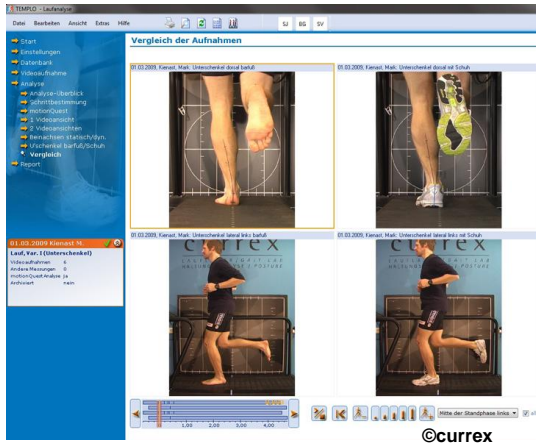 TEMPLO - Laufanalyse
Datei Bearbeiten Ansicht Extras Hilfe
SJ BG SV
Start
Einstellungen
Datenbank
Videoaufnahme
Analyse
Analyse-Überblick
Schrittbestimmung
motionQuest
1 Videoansicht
2 Videoansichten
Beinachsen statisch/dyn.
U'schenkel barfuß/Schuh
Vergleich
Report
01.03.2009 Kienast M.
Lauf, Var. I (Unterschenkel)
Videoaufnahmen 6
Andere Messungen 0
motionQuest Analyse ja
Archiviert nein
Vergleich der Aufnahmen
01.03.2009, Kienast, Mark: Unterschenkel dorsal barfuß
01.03.2009, Kienast, Mark: Unterschenkel dorsal mit Schuh
01.03.2009, Kienast, Mark: Unterschenkel lateral links barfuß
01.03.2009, Kienast, Mark: Unterschenkel lateral links mit Schuh
currex
currex
1,00 2,00 3,00 4,00
Mitte der Standphase links
©currex